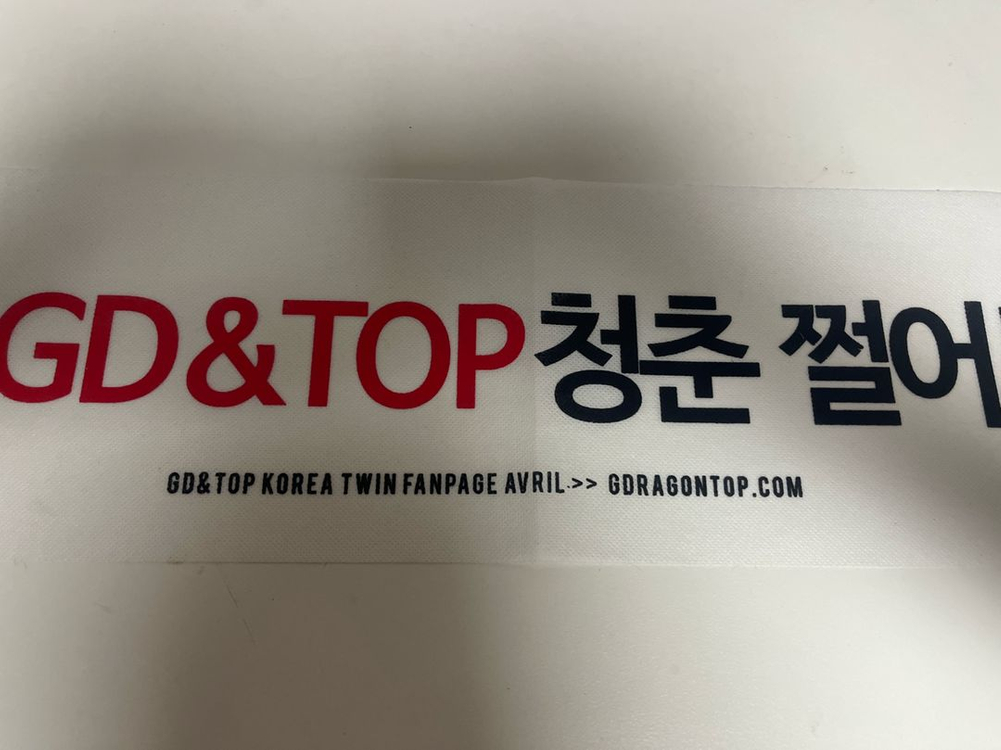 GD&TOP 청춘 쩔어
GD&TOP KOREA TWIN FANPAGE AVRIL.>> GDRAGONTOP.COM